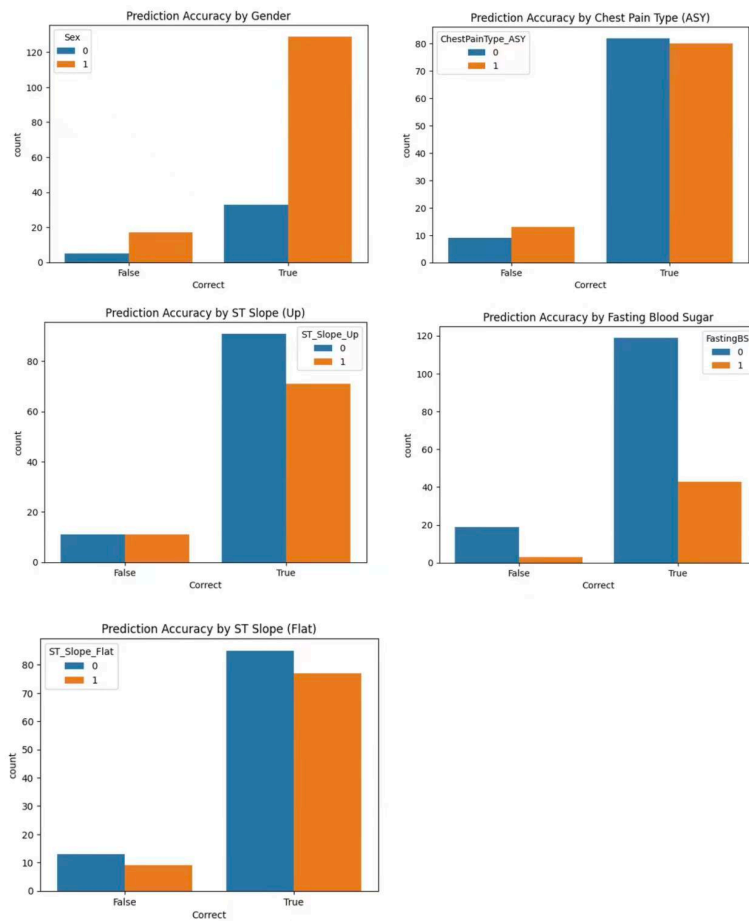 Prediction Accuracy by Gender
Sex
0
1
120
100
80
60
40
20
0
count
False
True
Correct
Prediction Accuracy by Chest Pain Type (ASY)
ChestPainType_ASY
0
1
80
70
60
50
40
30
20
10
0
count
False
True
Correct
Prediction Accuracy by ST Slope (Up)
ST_Slope_Up
0
1
80
60
40
20
0
count
False
True
Correct
Prediction Accuracy by Fasting Blood Sugar
FastingBS
0
1
120
100
80
60
40
20
0
count
False
True
Correct
Prediction Accuracy by ST Slope (Flat)
ST_Slope_Flat
0
1
80
70
60
50
40
30
20
10
0
count
False
True
Correct